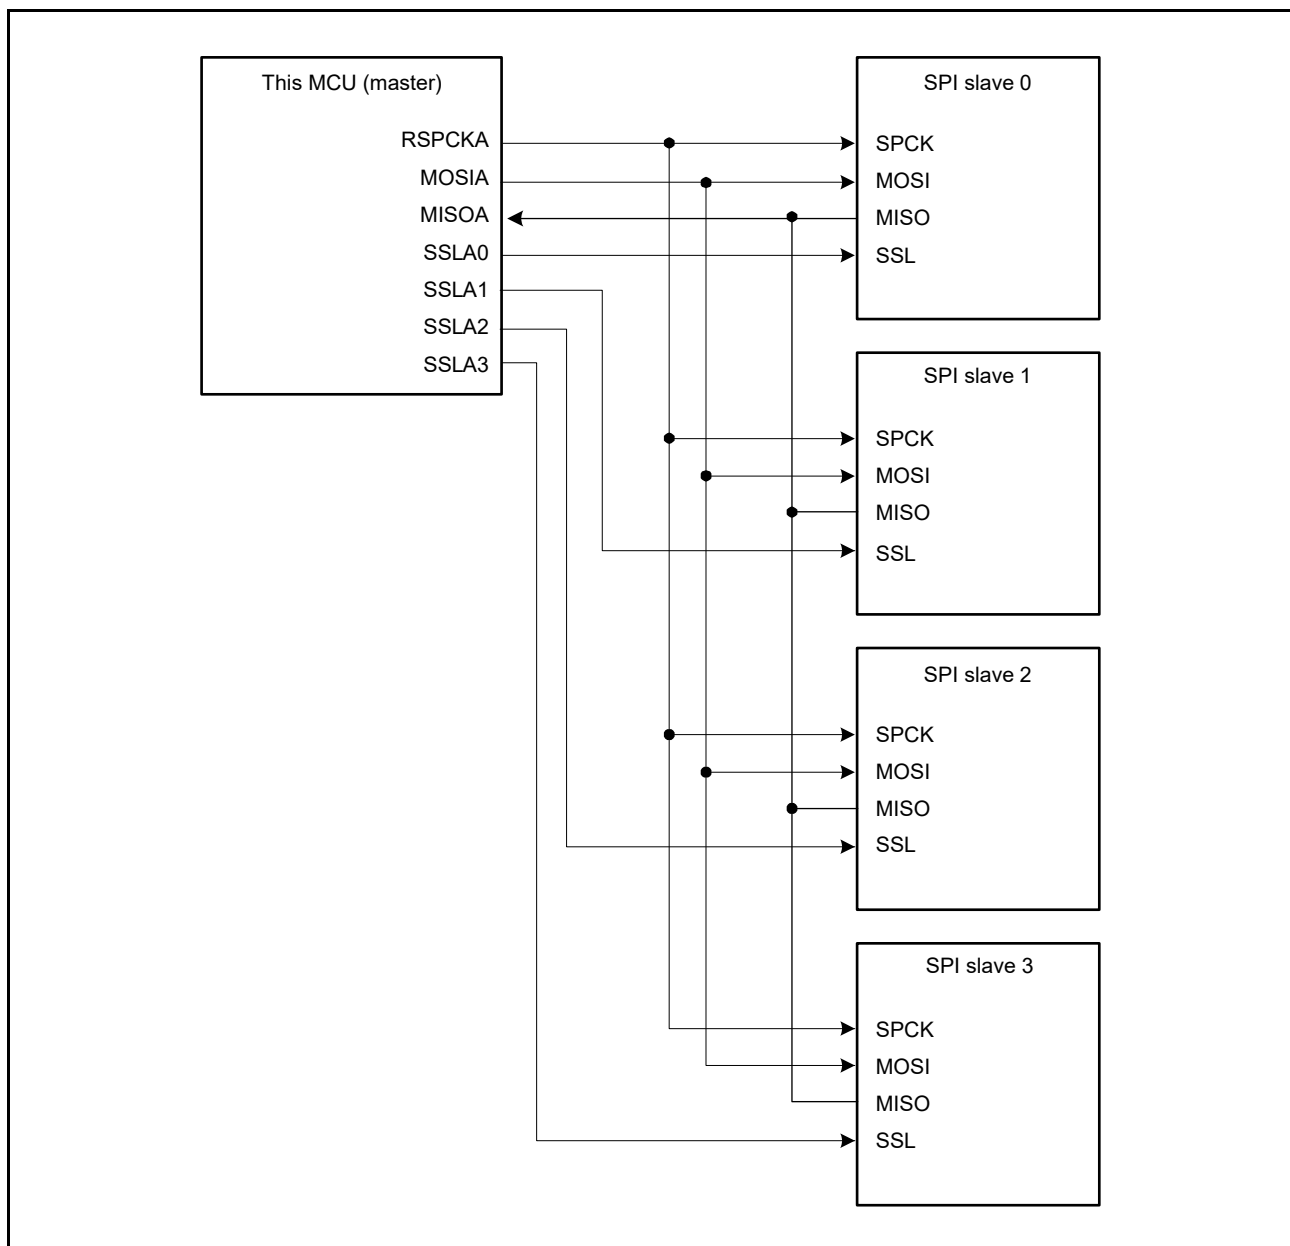 This MCU (master)
RSPCKA
MOSIA
MISOA
SSLA0
SSLA1
SSLA2
SSLA3
SPI slave 0
SPCK
MOSI
MISO
SSL
SPI slave 1
SPCK
MOSI
MISO
SSL
SPI slave 2
SPCK
MOSI
MISO
SSL
SPI slave 3
SPCK
MOSI
MISO
SSL